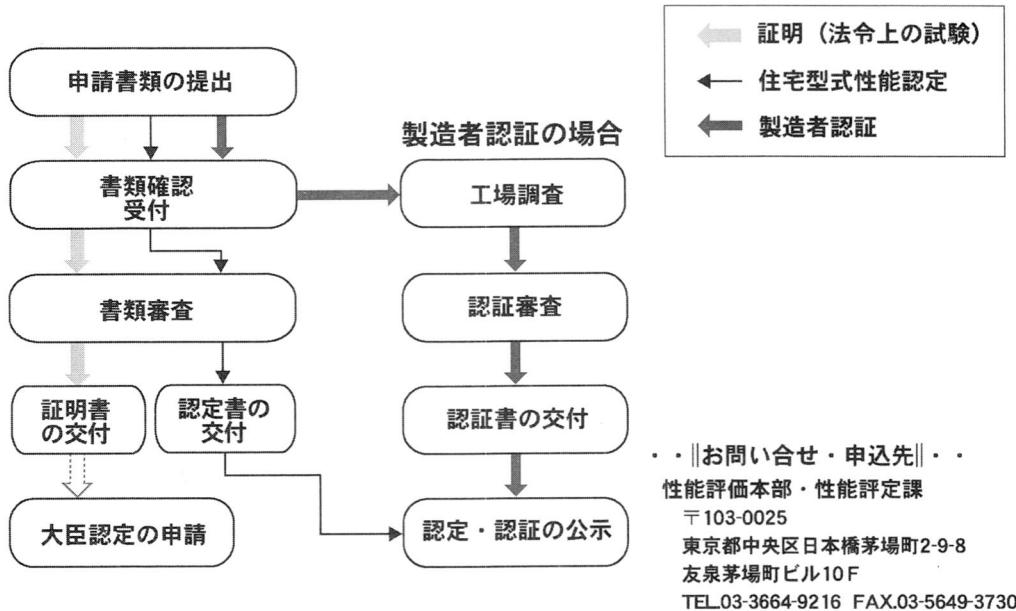 証明（法令上の試験）
住宅型式性能認定
製造者認証
申請書類の提出
書類確認
受付
書類審査
証明書
の交付
認定書の
交付
大臣認定の申請
製造者認証の場合
工場調査
認証審査
認証書の交付
認定・認証の公示
・・‖お問い合せ・申込先‖・・
性能評価本部・性能評定課
〒103-0025
東京都中央区日本橋茅場町2-9-8
友泉茅場町ビル10Ｆ
TEL.03-3664-9216 FAX.03-5649-3730